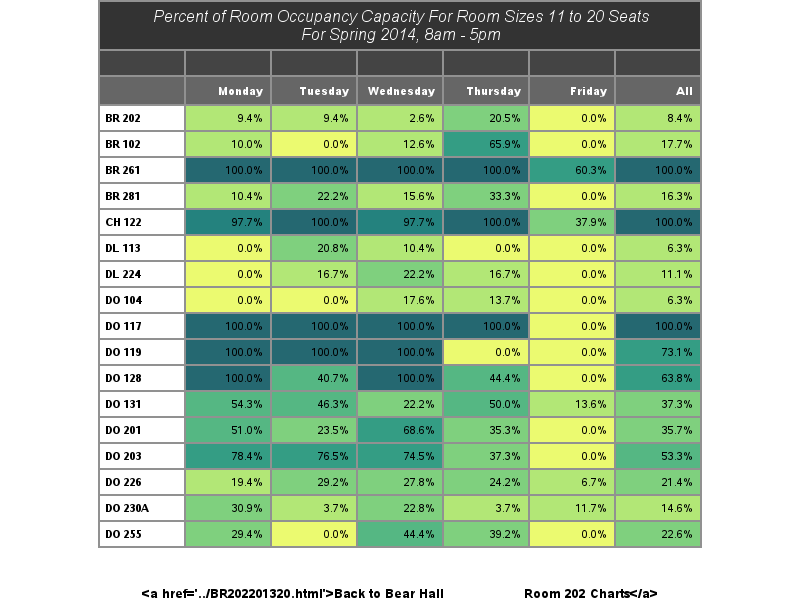 Percent of Room Occupancy Capacity For Room Sizes 11 to 20 Seats
For Spring 2014, 8am - 5pm
Monday Tuesday Wednesday Thursday Friday All
BR 202 9.4% 9.4% 2.6% 20.5% 0.0% 8.4%
BR 102 10.0% 0.0% 12.6% 65.9% 0.0% 17.7%
BR 261 100.0% 100.0% 100.0% 100.0% 60.3% 100.0%
BR 281 10.4% 22.2% 15.6% 33.3% 0.0% 16.3%
CH 122 97.7% 100.0% 97.7% 100.0% 37.9% 100.0%
DL 113 0.0% 20.8% 10.4% 0.0% 0.0% 6.3%
DL 224 0.0% 16.7% 22.2% 16.7% 0.0% 11.1%
DO 104 0.0% 0.0% 17.6% 13.7% 0.0% 6.3%
DO 117 100.0% 100.0% 100.0% 100.0% 0.0% 100.0%
DO 119 100.0% 100.0% 100.0% 0.0% 0.0% 73.1%
DO 128 100.0% 40.7% 100.0% 44.4% 0.0% 63.8%
DO 131 54.3% 46.3% 22.2% 50.0% 13.6% 37.3%
DO 201 51.0% 23.5% 68.6% 35.3% 0.0% 35.7%
DO 203 78.4% 76.5% 74.5% 37.3% 0.0% 53.3%
DO 226 19.4% 29.2% 27.8% 24.2% 6.7% 21.4%
DO 230A 30.9% 3.7% 22.8% 3.7% 11.7% 14.6%
DO 255 29.4% 0.0% 44.4% 39.2% 0.0% 22.6%
<a href='../BR202201320.html'>Back to Bear Hall Room 202 Charts</a>